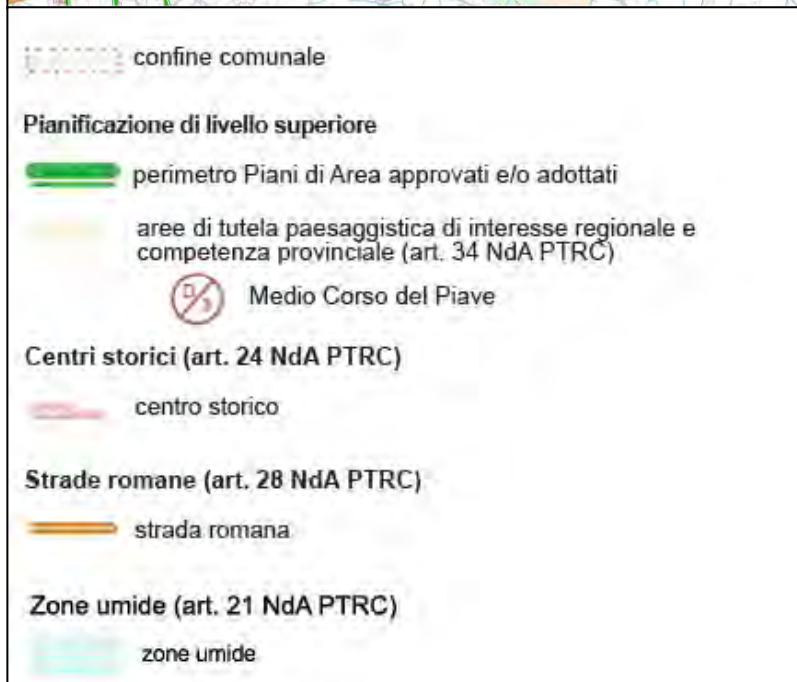 confine comunale
Pianificazione di livello superiore
perimetro Piani di Area approvati e/o adottati
aree di tutela paesaggistica di interesse regionale e
competenza provinciale (art. 34 NdA PTRC)
Medio Corso del Piave
Centri storici (art. 24 NdA PTRC)
centro storico
Strade romane (art. 28 NdA PTRC)
strada romana
Zone umide (art. 21 NdA PTRC)
zone umide